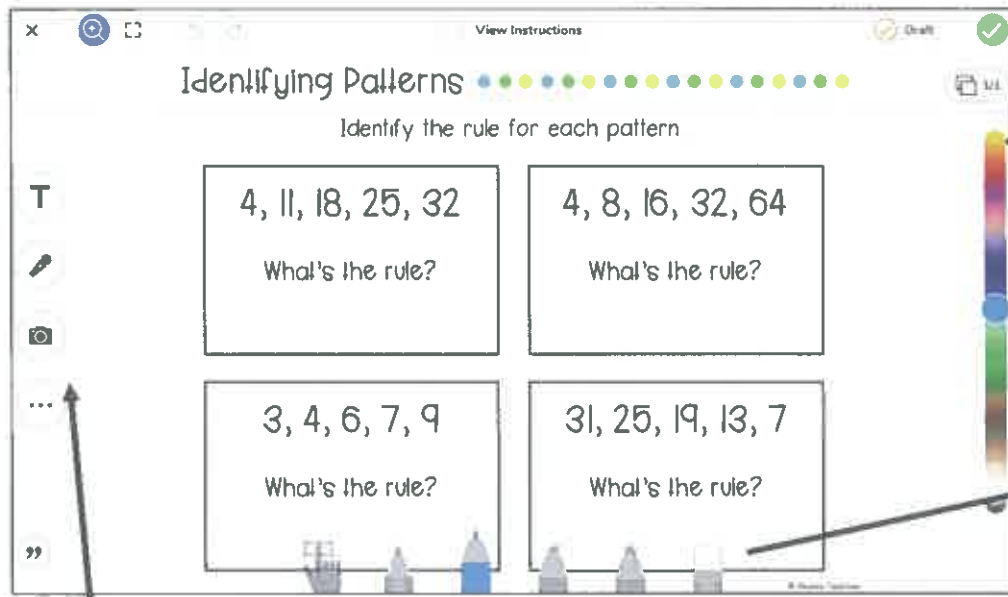 View Instructions
Draft
Identifying Patterns
1/1
Identify the rule for each pattern
4, 11, 18, 25, 32
What's the rule?
4, 8, 16, 32, 64
What's the rule?
3, 4, 6, 7, 9
What's the rule?
31, 25, 19, 13, 7
What's the rule?
T